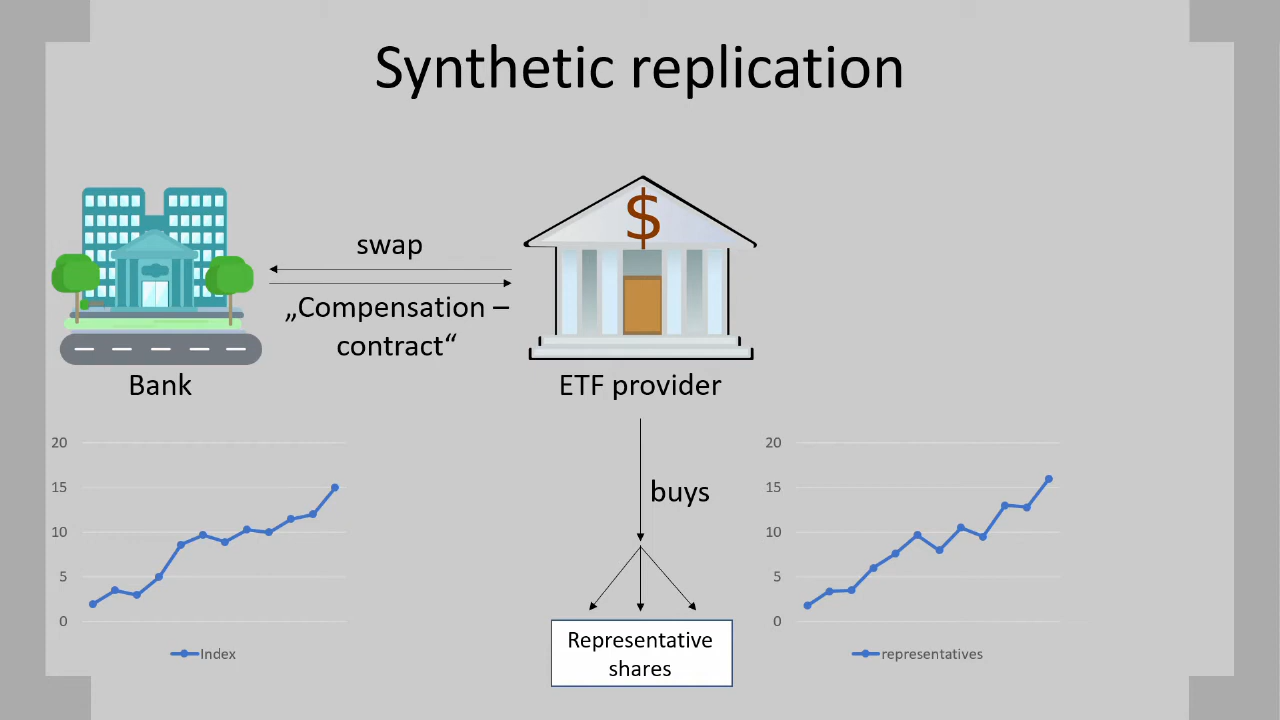 Synthetic replication
$
swap
„Compensation –
contract“
Bank
ETF provider
20
15
10
5
0
Index
buys
Representative
shares
20
15
10
5
0
representatives